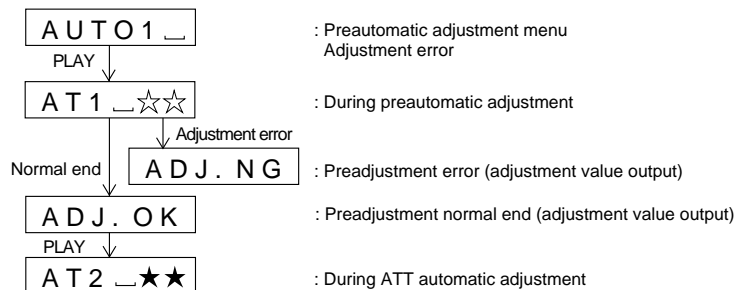 AUTO1 ⎵ : Preautomatic adjustment menu
Adjustment error
PLAY
AT1 ⎵☆☆ : During preautomatic adjustment
Adjustment error
Normal end
ADJ. NG : Preadjustment error (adjustment value output)
ADJ. OK : Preadjustment normal end (adjustment value output)
PLAY
AT2 ⎵★★ : During ATT automatic adjustment